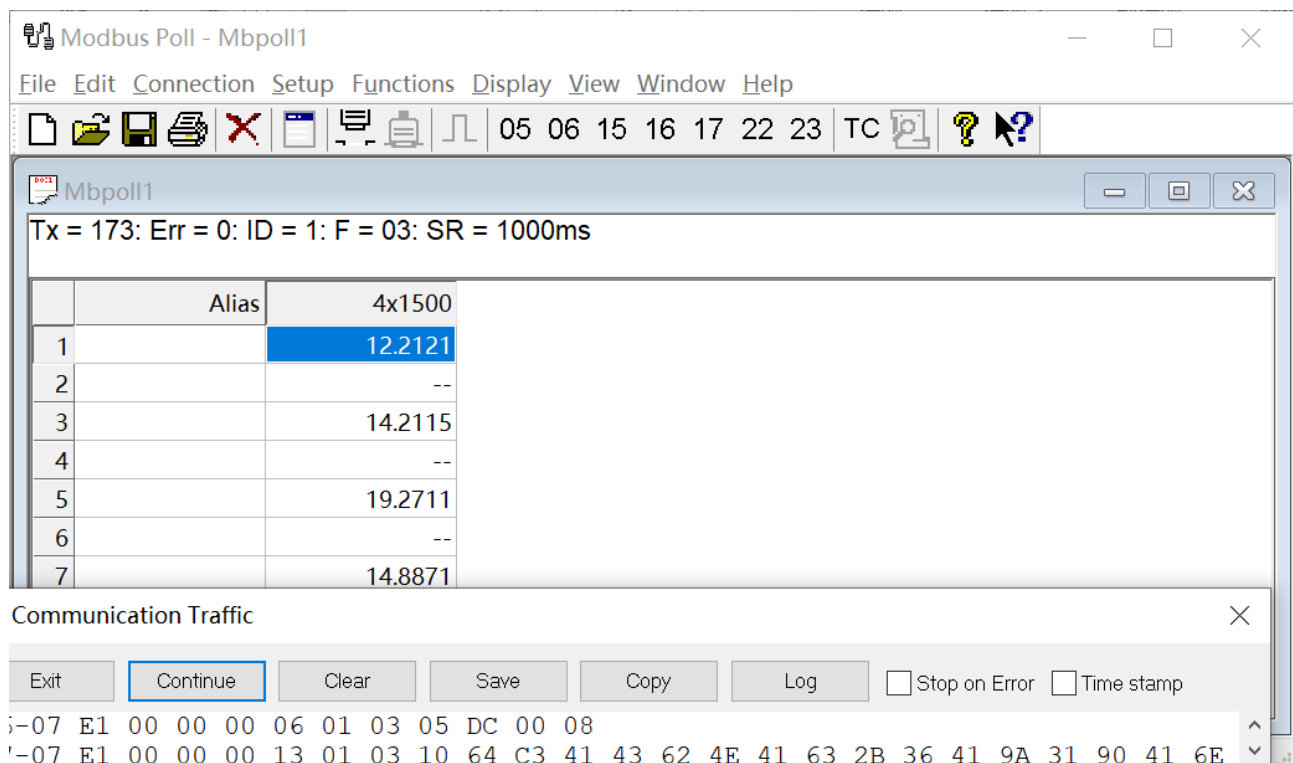 Modbus Poll - Mbpoll1
File Edit Connection Setup Functions Display View Window Help
05 06 15 16 17 22 23 TC
Mbpoll1
Tx = 173: Err = 0: ID = 1: F = 03: SR = 1000ms
Alias 4x1500
1 12.2121
2 --
3 14.2115
4 --
5 19.2711
6 --
7 14.8871
Communication Traffic
Exit Continue Clear Save Copy Log Stop on Error Time stamp
-07 E1 00 00 00 06 01 03 05 DC 00 08
-07 E1 00 00 00 13 01 03 10 64 C3 41 43 62 4E 41 63 2B 36 41 9A 31 90 41 6E